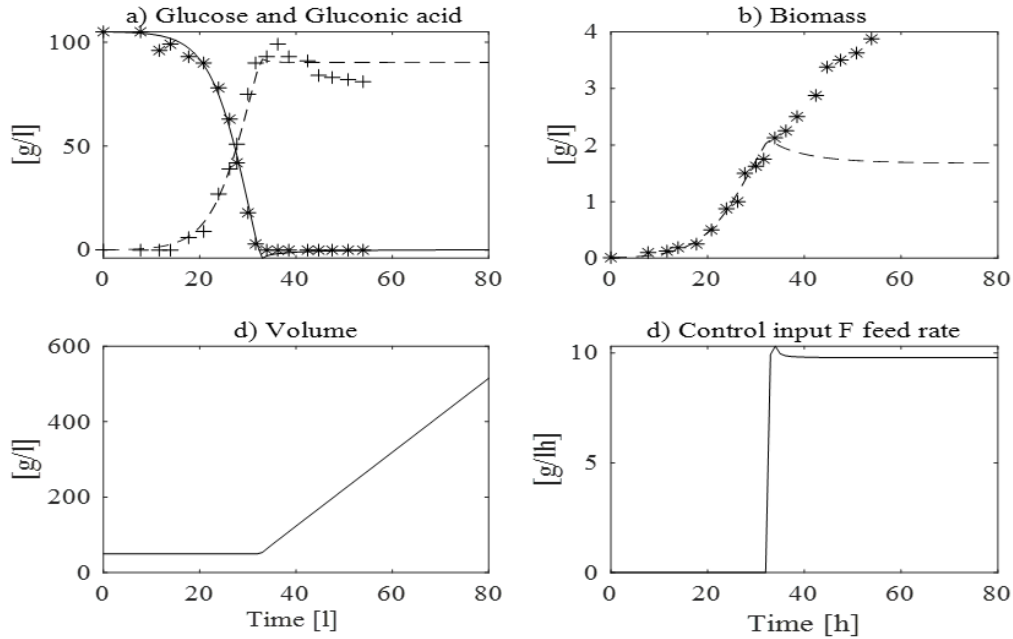 a) Glucose and Gluconic acid
[g/l]
100
50
0
0 20 40 60 80
b) Biomass
[g/l]
4
3
2
1
0
0 20 40 60 80
d) Volume
[g/l]
600
400
200
0
0 20 40 60 80
Time [l]
d) Control input F feed rate
[g/lh]
10
5
0
0 20 40 60 80
Time [h]